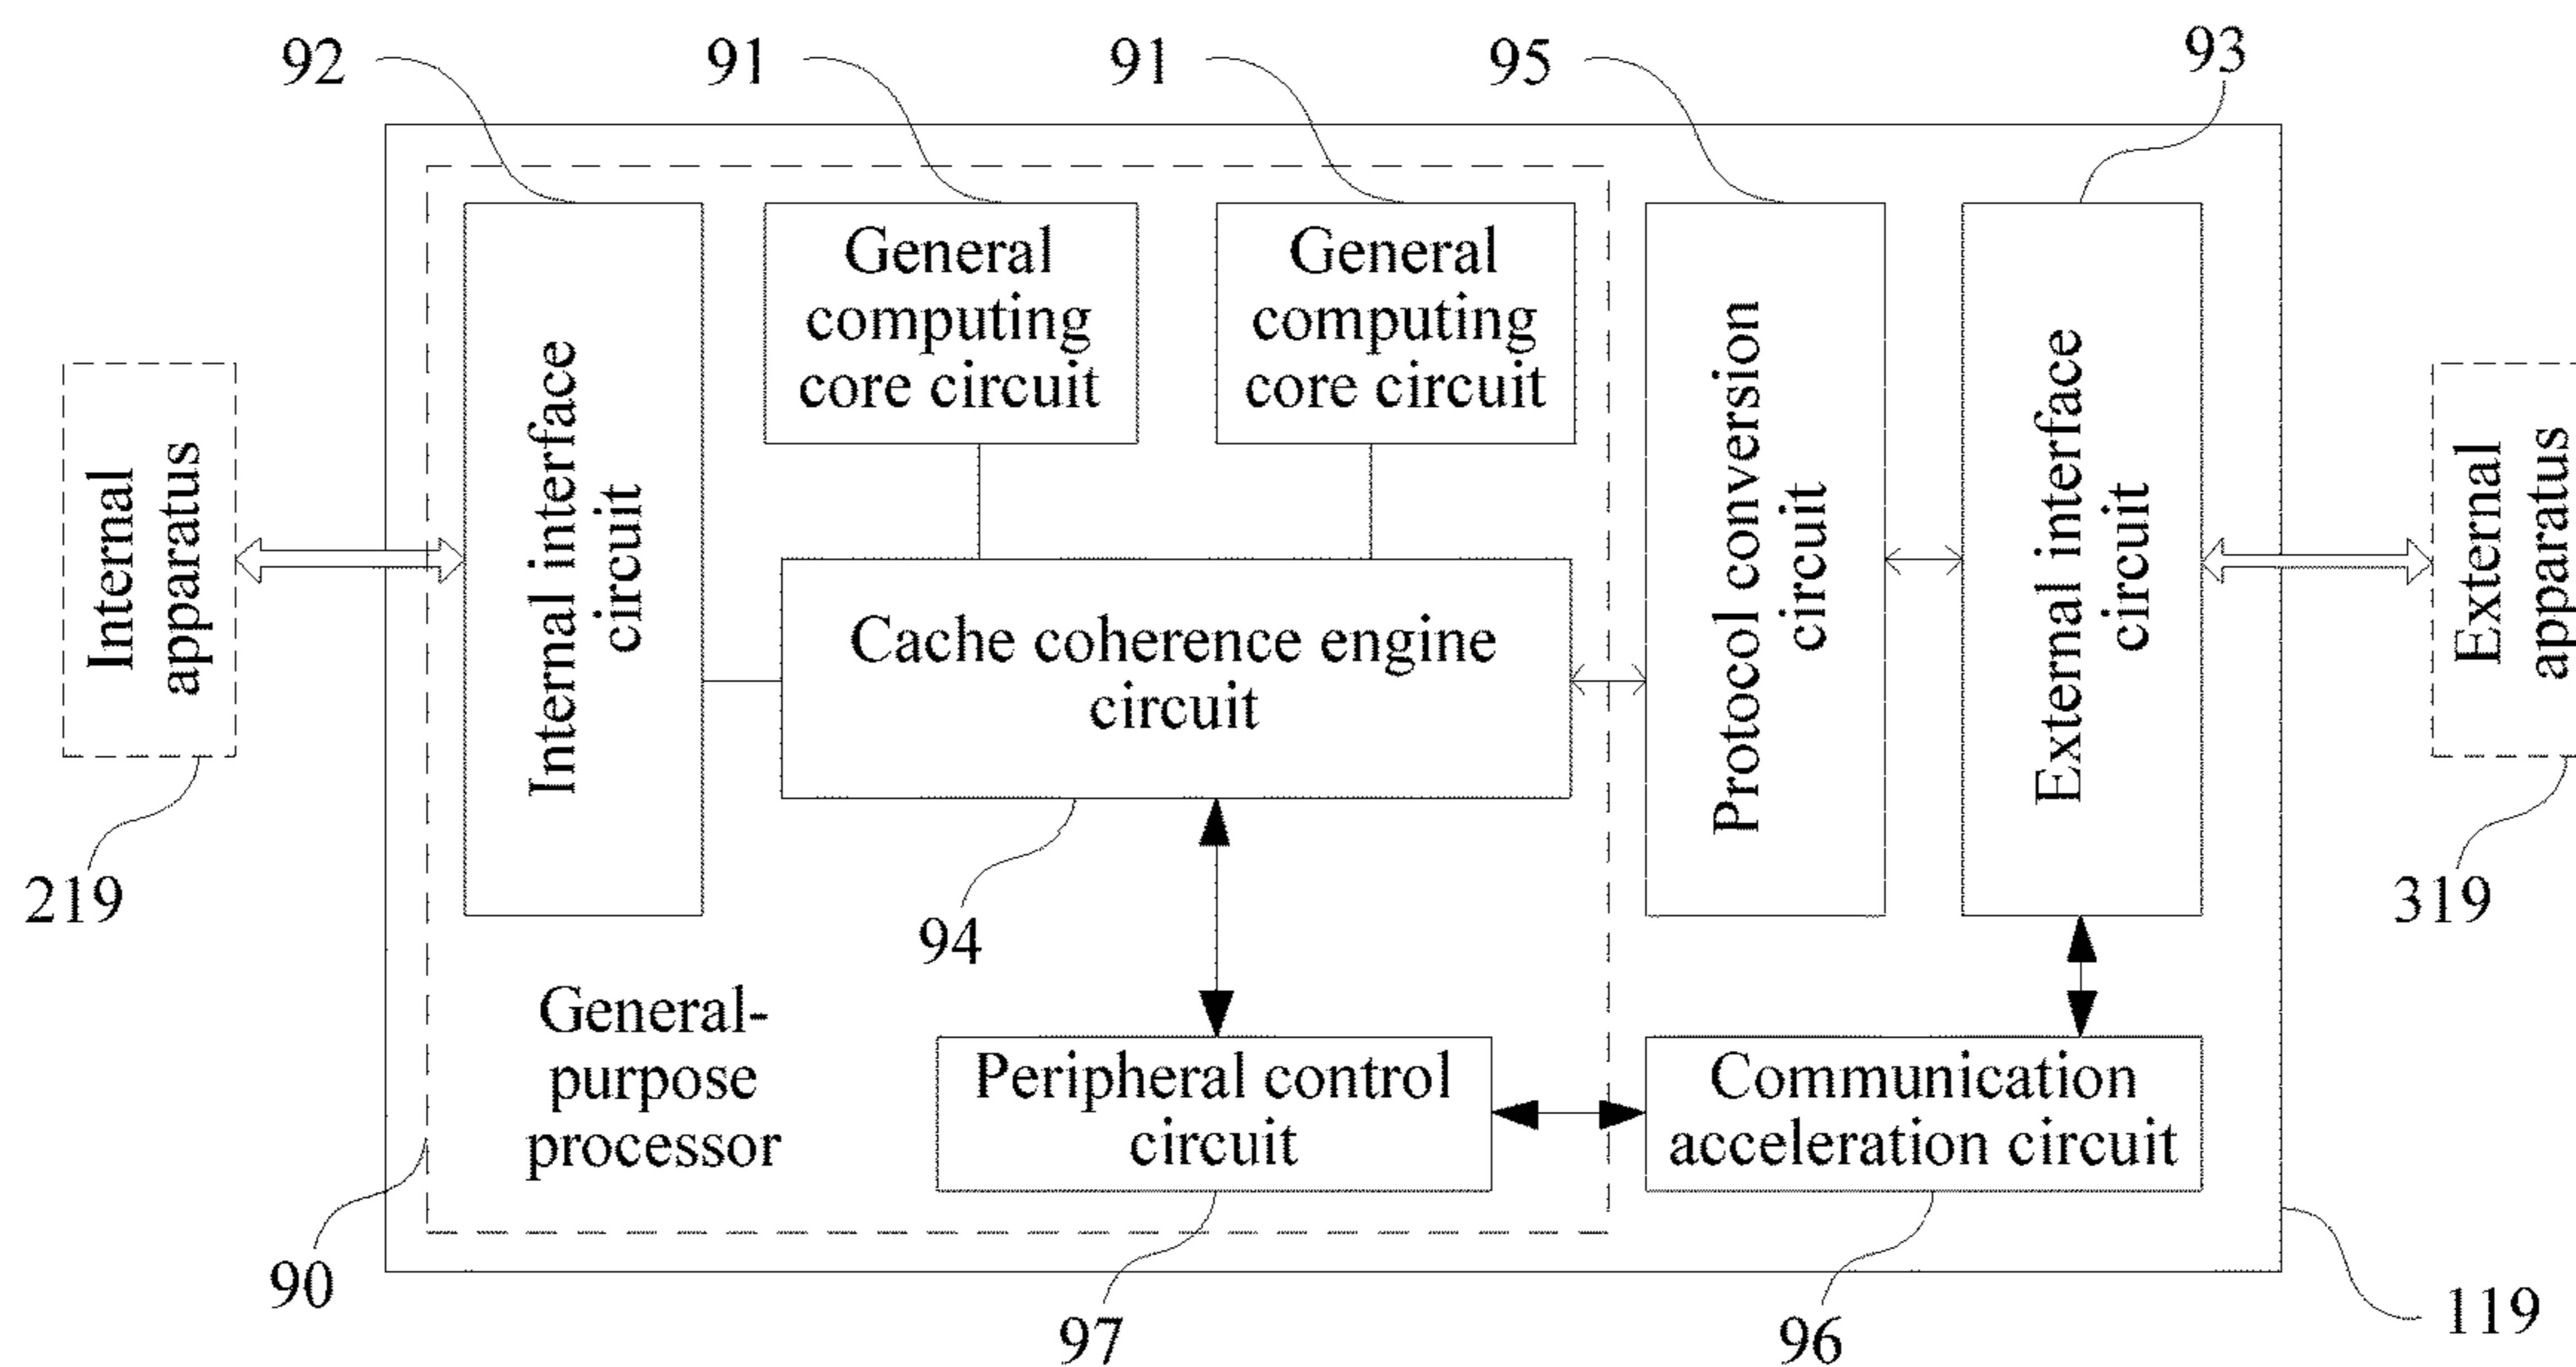 92
91
91
95
93
General
computing
core circuit
General
computing
core circuit
Internal
apparatus
Internal interface
circuit
Cache coherence engine
circuit
Protocol conversion
circuit
External interface
circuit
External
apparatus
219
94
319
General-
purpose
processor
Peripheral control
circuit
Communication
acceleration circuit
90
97
96
119